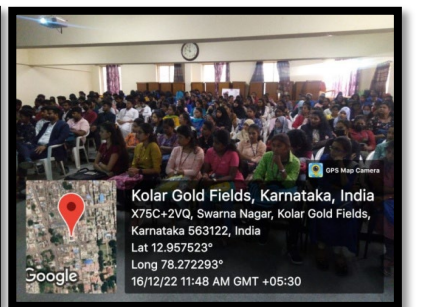 GPS Map Camera
Kolar Gold Fields, Karnataka, India
X75C+2VQ, Swarna Nagar, Kolar Gold Fields,
Karnataka 563122, India
Lat 12.957523°
Long 78.272293°
16/12/22 11:48 AM GMT +05:30
Google